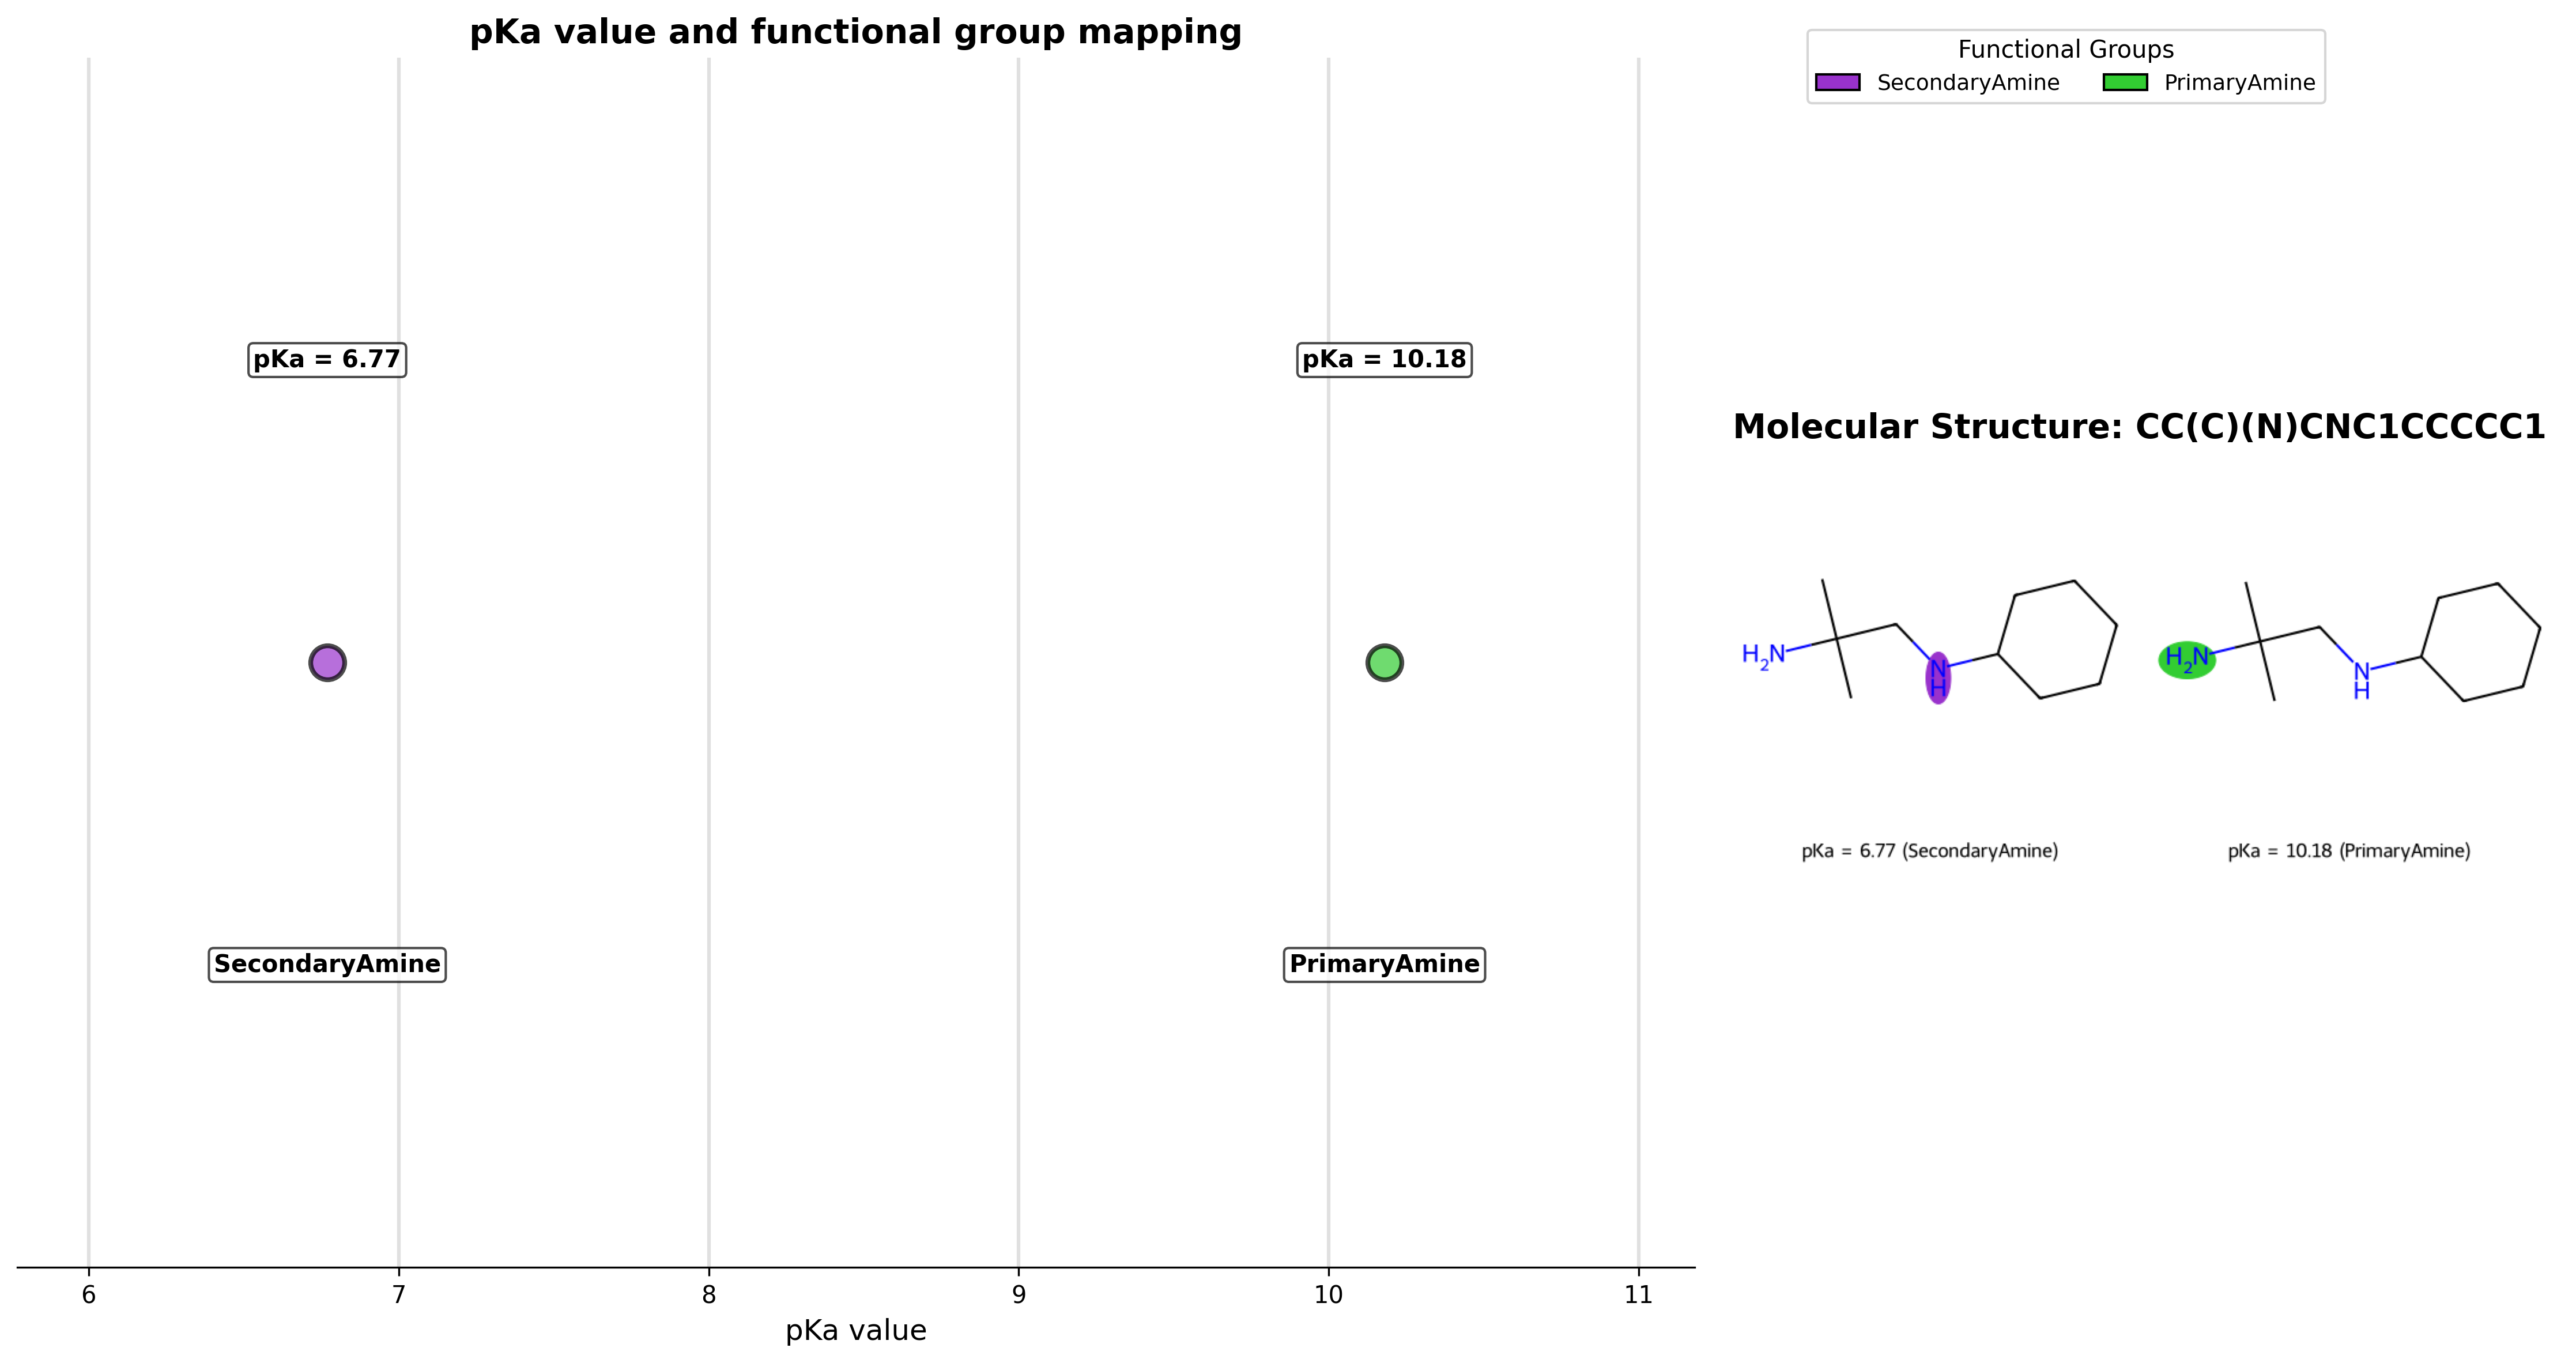 pKa value and functional group mapping
pKa = 6.77
pKa = 10.18
SecondaryAmine
PrimaryAmine
6 7 8 9 10 11
pKa value
Functional Groups
SecondaryAmine PrimaryAmine
Molecular Structure: CC(C)(N)CNC1CCCCC1
H₂N
N
H
H₂N
N
H
pKa = 6.77 (SecondaryAmine)
pKa = 10.18 (PrimaryAmine)